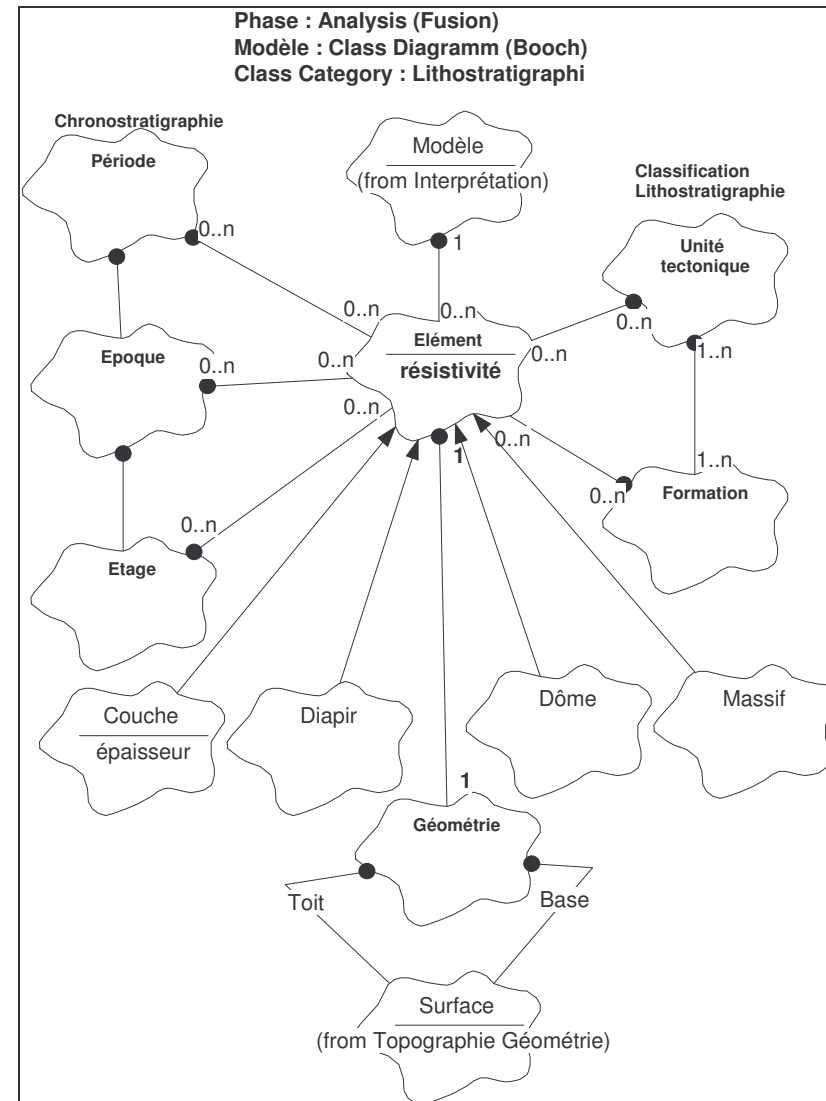 Phase : Analysis (Fusion)
Modèle : Class Diagramm (Booch)
Class Category : Lithostratigraphi
Chronostratigraphie
Période
Modèle
(from Interprétation)
Classification
Lithostratigraphie
Unité
tectonique
0..n
1
0..n
0..n
0..n
1..n
Epoque
0..n
0..n
Elément
résistivité
0..n
0..n
0..n
1
0..n
1..n
0..n
Formation
0..n
Etage
Couche
épaisseur
Diapir
Dôme
Massif
1
Géométrie
Toit
Base
Surface
(from Topographie Géométrie)